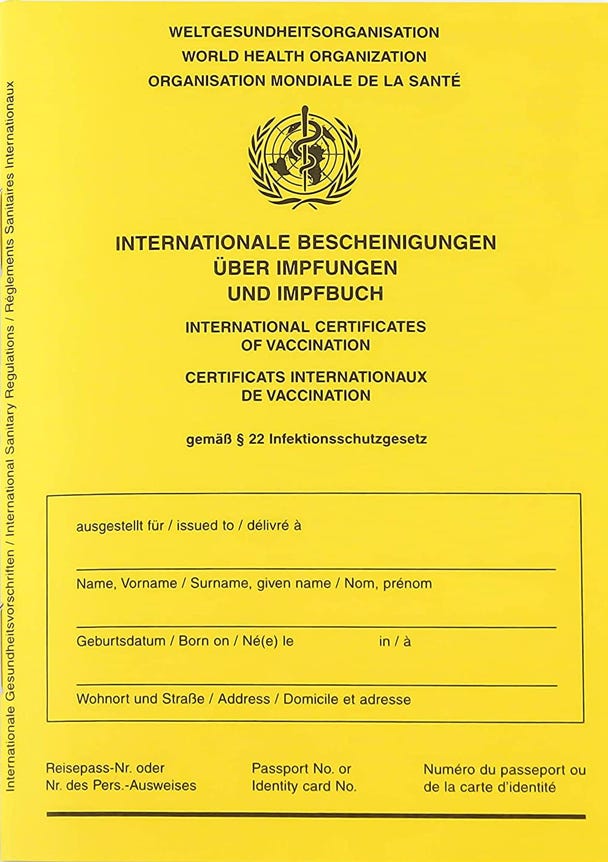 WELTGESUNDHEITSORGANISATION
WORLD HEALTH ORGANIZATION
ORGANISATION MONDIALE DE LA SANTÉ
INTERNATIONALE BESCHEINIGUNGEN
ÜBER IMPFUNGEN
UND IMPFBUCH
INTERNATIONAL CERTIFICATES
OF VACCINATION
CERTIFICATS INTERNATIONAUX
DE VACCINATION
gemäß § 22 Infektionsschutzgesetz
ausgestellt für / issued to / délivré à
Name, Vorname / Surname, given name / Nom, prénom
Geburtsdatum / Born on / Né(e) le in / à
Wohnort und Straße / Address / Domicile et adresse
Reisepass-Nr. oder Passport No. or Numéro du passeport ou
Nr. des Pers.-Ausweises Identity card No. de la carte d'identité
Internationale Gesundheitsvorschriften / International Sanitary Regulations / Règlements Sanitaires Internationaux